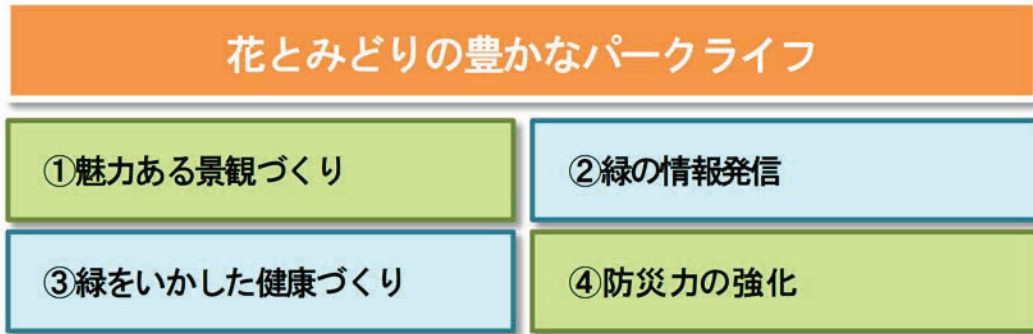 花とみどりの豊かなパークライフ
①魅力ある景観づくり
②緑の情報発信
③緑をいかした健康づくり
④防災力の強化